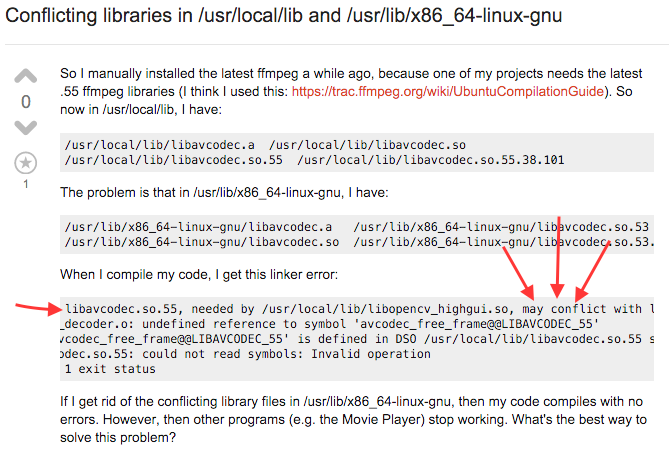 Conflicting libraries in /usr/local/lib and /usr/lib/x86_64-linux-gnu
So I manually installed the latest ffmpeg a while ago, because one of my projects needs the latest
.55 ffmpeg libraries (I think I used this: https://trac.ffmpeg.org/wiki/UbuntuCompilationGuide). So
now in /usr/local/lib, I have:
0
1
/usr/local/lib/libavcodec.a /usr/local/lib/libavcodec.so
/usr/local/lib/libavcodec.so.55 /usr/local/lib/libavcodec.so.55.38.101
The problem is that in /usr/lib/x86_64-linux-gnu, I have:
/usr/lib/x86_64-linux-gnu/libavcodec.a /usr/lib/x86_64-linux-gnu/libavcodec.so.53
/usr/lib/x86_64-linux-gnu/libavcodec.so /usr/lib/x86_64-linux-gnu/libavcodec.so.53.
When I compile my code, I get this linker error:
libavcodec.so.55, needed by /usr/local/lib/libopencv_highgui.so, may conflict with l
_decoder.o: undefined reference to symbol 'avcodec_free_frame@@LIBAVCODEC_55'
vcodec_free_frame@@LIBAVCODEC_55' is defined in DSO /usr/local/lib/libavcodec.so.55 s
odec.so.55: could not read symbols: Invalid operation
1 exit status
If I get rid of the conflicting library files in /usr/lib/x86_64-linux-gnu, then my code compiles with no
errors. However, then other programs (e.g. the Movie Player) stop working. What's the best way to
solve this problem?